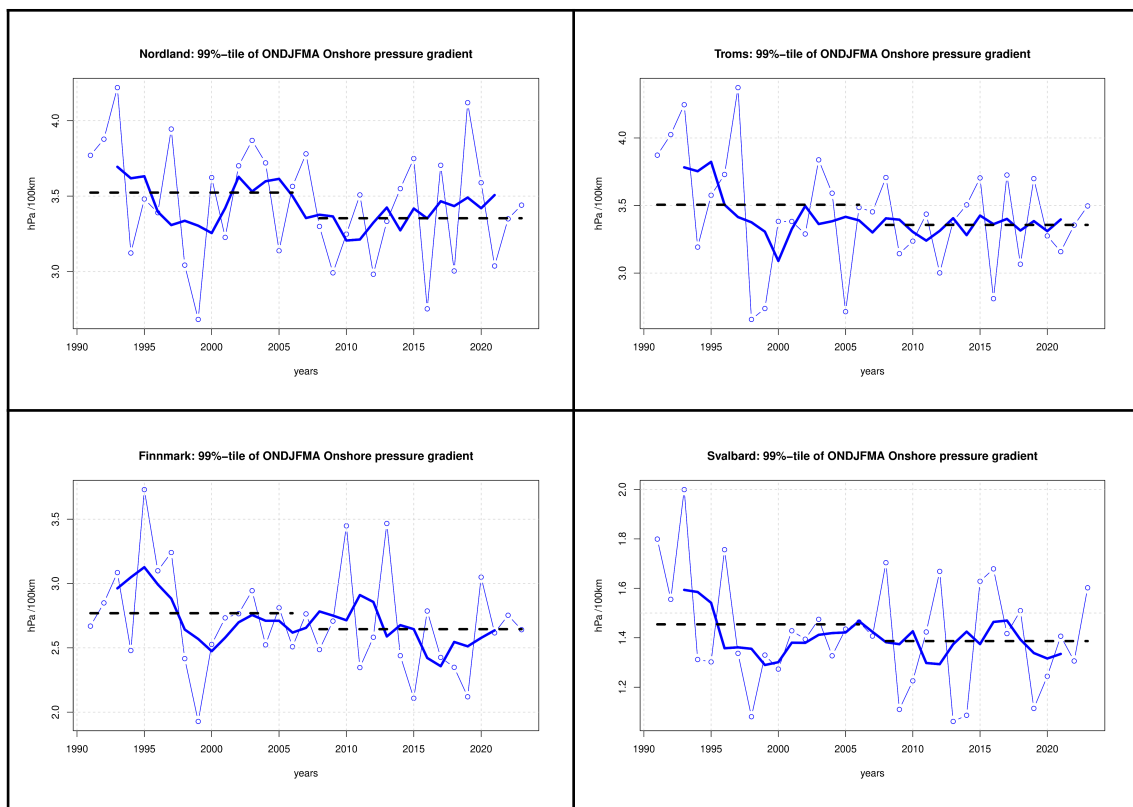 Nordland: 99%−tile of ONDJFMA Onshore pressure gradient
hPa /100km
4.0
3.5
3.0
1990 1995 2000 2005 2010 2015 2020
years
Troms: 99%−tile of ONDJFMA Onshore pressure gradient
hPa /100km
4.0
3.5
3.0
1990 1995 2000 2005 2010 2015 2020
years
Finnmark: 99%−tile of ONDJFMA Onshore pressure gradient
hPa /100km
3.5
3.0
2.5
2.0
1990 1995 2000 2005 2010 2015 2020
years
Svalbard: 99%−tile of ONDJFMA Onshore pressure gradient
hPa /100km
2.0
1.8
1.6
1.4
1.2
1990 1995 2000 2005 2010 2015 2020
years